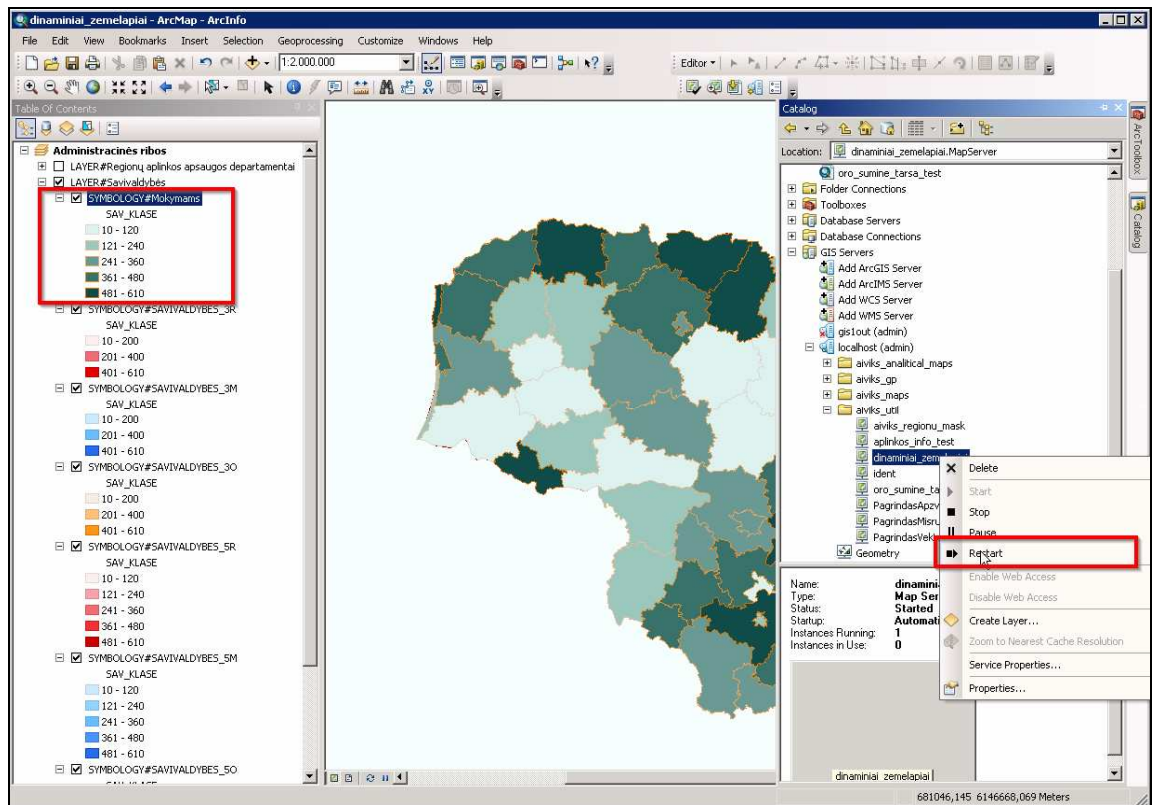 dinaminiai_zemelapiai - ArcMap - ArcInfo
File Edit View Bookmarks Insert Selection Geoprocessing Customize Windows Help
1:2.000.000
Editor
Table Of Contents
Administracinės ribos
LAYER#Regionų aplinkos apsaugos departamentai
LAYER#Savivaldybės
SYMBOLOGY#Mokymams
SAV_KLASE
10 - 120
121 - 240
241 - 360
361 - 480
481 - 610
SYMBOLOGY#SAVIVALDYBES_3R
SAV_KLASE
10 - 200
201 - 400
401 - 610
SYMBOLOGY#SAVIVALDYBES_3M
SAV_KLASE
10 - 200
201 - 400
401 - 610
SYMBOLOGY#SAVIVALDYBES_3O
SAV_KLASE
10 - 200
201 - 400
401 - 610
SYMBOLOGY#SAVIVALDYBES_5R
SAV_KLASE
10 - 120
121 - 240
241 - 360
361 - 480
481 - 610
SYMBOLOGY#SAVIVALDYBES_5M
SAV_KLASE
10 - 120
121 - 240
241 - 360
361 - 480
481 - 610
SYMBOLOGY#SAVIVALDYBES_5O
Catalog
Location: dinaminiai_zemelapiai.MapServer
oro_sumine_tarsa_test
Folder Connections
Toolboxes
Database Servers
Database Connections
GIS Servers
Add ArcGIS Server
Add ArcIMS Server
Add WCS Server
Add WMS Server
gis1out (admin)
localhost (admin)
aiviks_analitical_maps
aiviks_gp
aiviks_maps
aiviks_util
aiviks_regionu_mask
aplinkos_info_test
dinaminiai_zemelapiai
ident
oro_sumine_ta
PagrindasApzv
PagrindasMisru
PagrindasVekt
Geometry
Delete
Start
Stop
Pause
Restart
Enable Web Access
Disable Web Access
Create Layer...
Zoom to Nearest Cache Resolution
Service Properties...
Properties...
Name: dinamini
Type: Map Ser
Status: Started
Startup: Automati
Instances Running: 1
Instances in Use: 0
dinaminiai zemelapiai
ArcToolbox
Catalog
681046,145 6146668,069 Meters